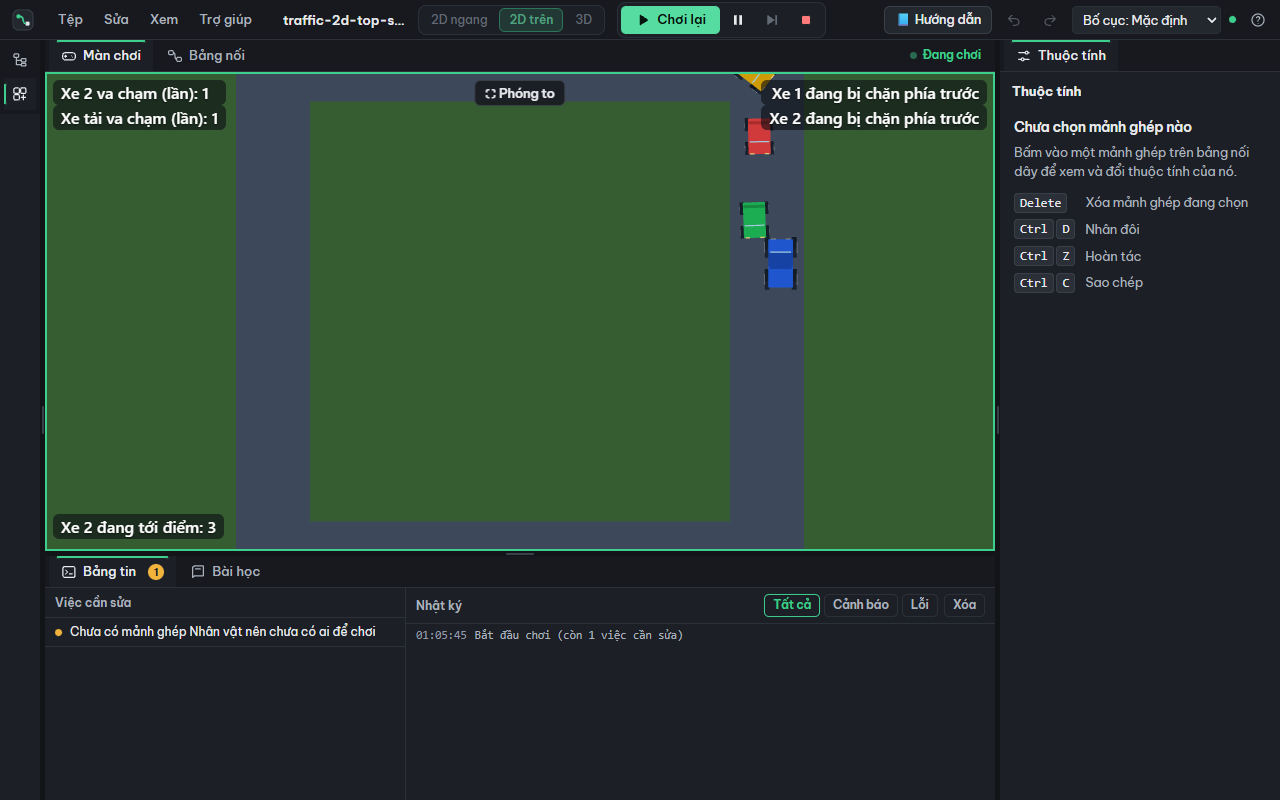 Tệp Sửa Xem Trợ giúp traffic-2d-top-s... 2D ngang 2D trên 3D Chơi lại Hướng dẫn Bố cục: Mặc định
Màn chơi Bảng nối Đang chơi Thuộc tính
Xe 2 va chạm (lần): 1
Xe tải va chạm (lần): 1
Phóng to
Xe 1 đang bị chặn phía trước
Xe 2 đang bị chặn phía trước
Xe 2 đang tới điểm: 3
Thuộc tính
Chưa chọn mảnh ghép nào
Bấm vào một mảnh ghép trên bảng nối
dây để xem và đổi thuộc tính của nó.
Delete Xóa mảnh ghép đang chọn
Ctrl D Nhân đôi
Ctrl Z Hoàn tác
Ctrl C Sao chép
Bảng tin 1 Bài học
Việc cần sửa
Chưa có mảnh ghép Nhân vật nên chưa có ai để chơi
Nhật ký Tất cả Cảnh báo Lỗi Xóa
01:05:45 Bắt đầu chơi (còn 1 việc cần sửa)